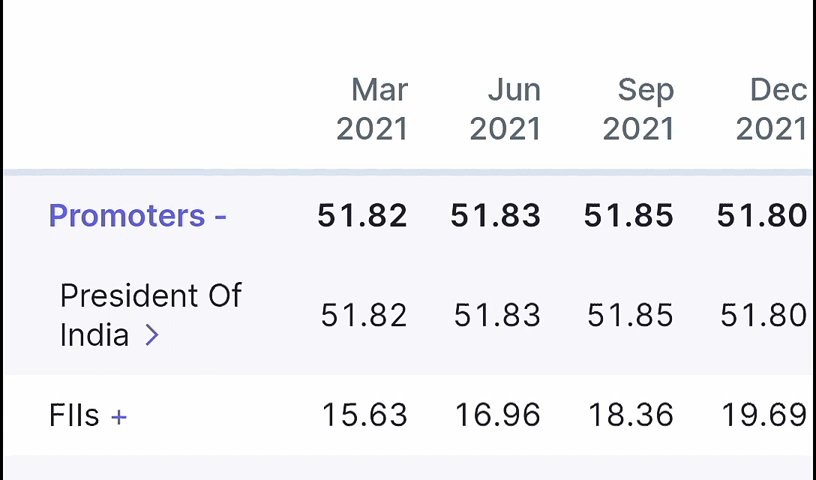 Mar Jun Sep Dec
2021 2021 2021 2021
Promoters - 51.82 51.83 51.85 51.80
President Of
India > 51.82 51.83 51.85 51.80
FIIs + 15.63 16.96 18.36 19.69